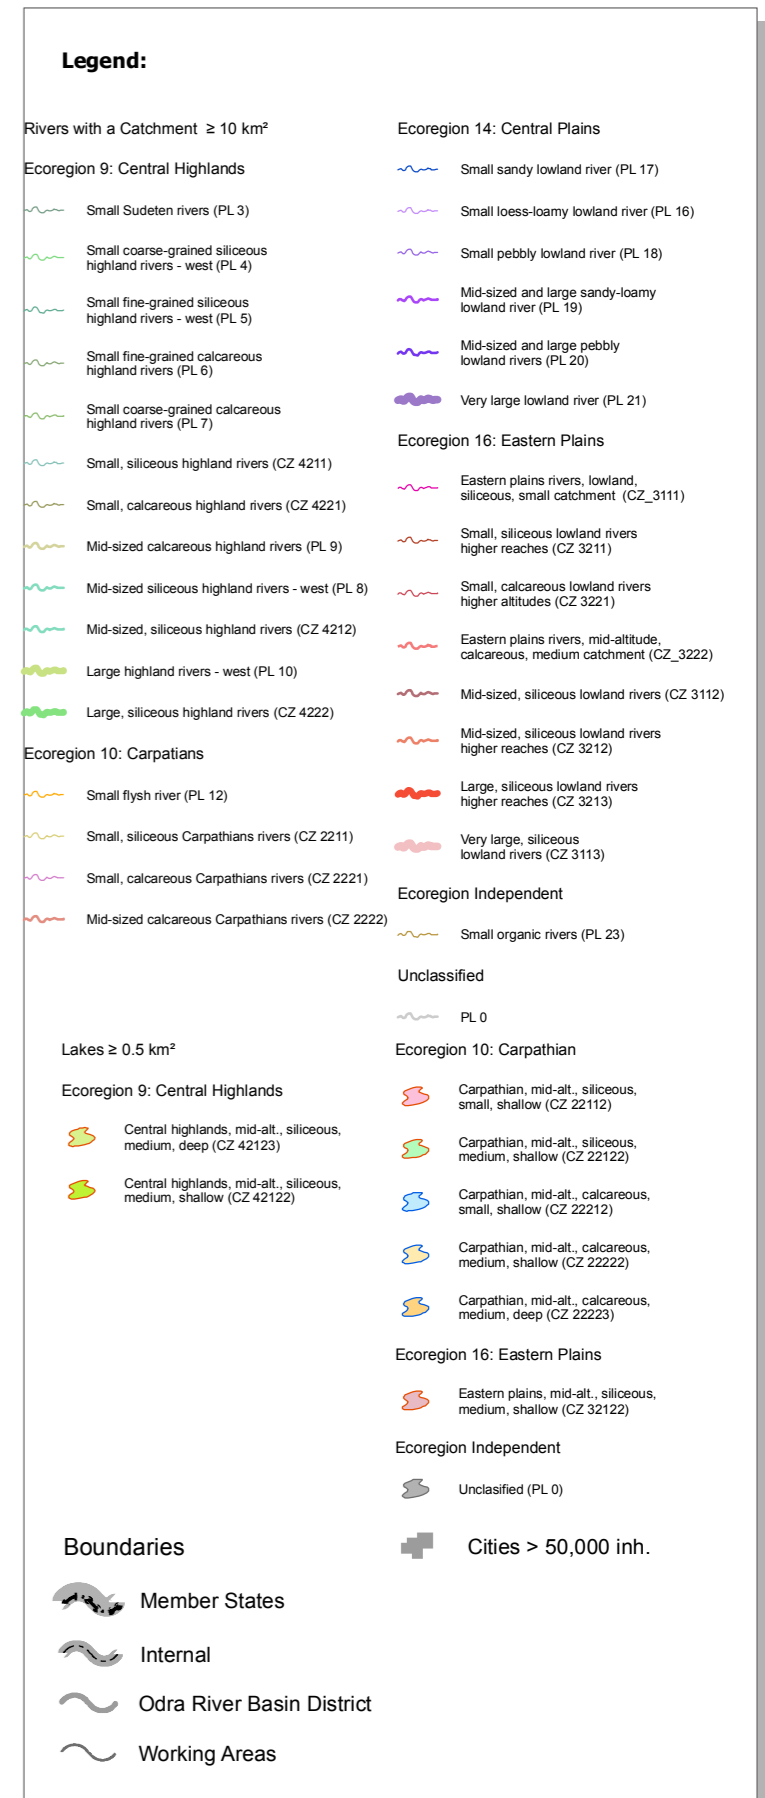 Legend:
Rivers with a Catchment ≥ 10 km²
Ecoregion 9: Central Highlands
Small Sudeten rivers (PL 3)
Small coarse-grained siliceous
highland rivers - west (PL 4)
Small fine-grained siliceous
highland rivers - west (PL 5)
Small fine-grained calcareous
highland rivers (PL 6)
Small coarse-grained calcareous
highland rivers (PL 7)
Small, siliceous highland rivers (CZ 4211)
Small, calcareous highland rivers (CZ 4221)
Mid-sized calcareous highland rivers (PL 9)
Mid-sized siliceous highland rivers - west (PL 8)
Mid-sized, siliceous highland rivers (CZ 4212)
Large highland rivers - west (PL 10)
Large, siliceous highland rivers (CZ 4222)
Ecoregion 10: Carpatians
Small flysh river (PL 12)
Small, siliceous Carpathians rivers (CZ 2211)
Small, calcareous Carpathians rivers (CZ 2221)
Mid-sized calcareous Carpathians rivers (CZ 2222)
Ecoregion 14: Central Plains
Small sandy lowland river (PL 17)
Small loess-loamy lowland river (PL 16)
Small pebbly lowland river (PL 18)
Mid-sized and large sandy-loamy
lowland river (PL 19)
Mid-sized and large pebbly
lowland rivers (PL 20)
Very large lowland river (PL 21)
Ecoregion 16: Eastern Plains
Eastern plains rivers, lowland,
siliceous, small catchment (CZ_3111)
Small, siliceous lowland rivers
higher reaches (CZ 3211)
Small, calcareous lowland rivers
higher altitudes (CZ 3221)
Eastern plains rivers, mid-altitude,
calcareous, medium catchment (CZ_3222)
Mid-sized, siliceous lowland rivers (CZ 3112)
Mid-sized, siliceous lowland rivers
higher reaches (CZ 3212)
Large, siliceous lowland rivers
higher reaches (CZ 3213)
Very large, siliceous
lowland rivers (CZ 3113)
Ecoregion Independent
Small organic rivers (PL 23)
Unclassified
PL 0
Lakes ≥ 0.5 km²
Ecoregion 9: Central Highlands
Central highlands, mid-alt., siliceous,
medium, deep (CZ 42123)
Central highlands, mid-alt., siliceous,
medium, shallow (CZ 42122)
Ecoregion 10: Carpathian
Carpathian, mid-alt., siliceous,
small, shallow (CZ 22112)
Carpathian, mid-alt., siliceous,
medium, shallow (CZ 22122)
Carpathian, mid-alt., calcareous,
small, shallow (CZ 22212)
Carpathian, mid-alt., calcareous,
medium, shallow (CZ 22222)
Carpathian, mid-alt., calcareous,
medium, deep (CZ 22223)
Ecoregion 16: Eastern Plains
Eastern plains, mid-alt., siliceous,
medium, shallow (CZ 32122)
Ecoregion Independent
Unclasified (PL 0)
Boundaries
Member States
Internal
Odra River Basin District
Working Areas
Cities > 50,000 inh.